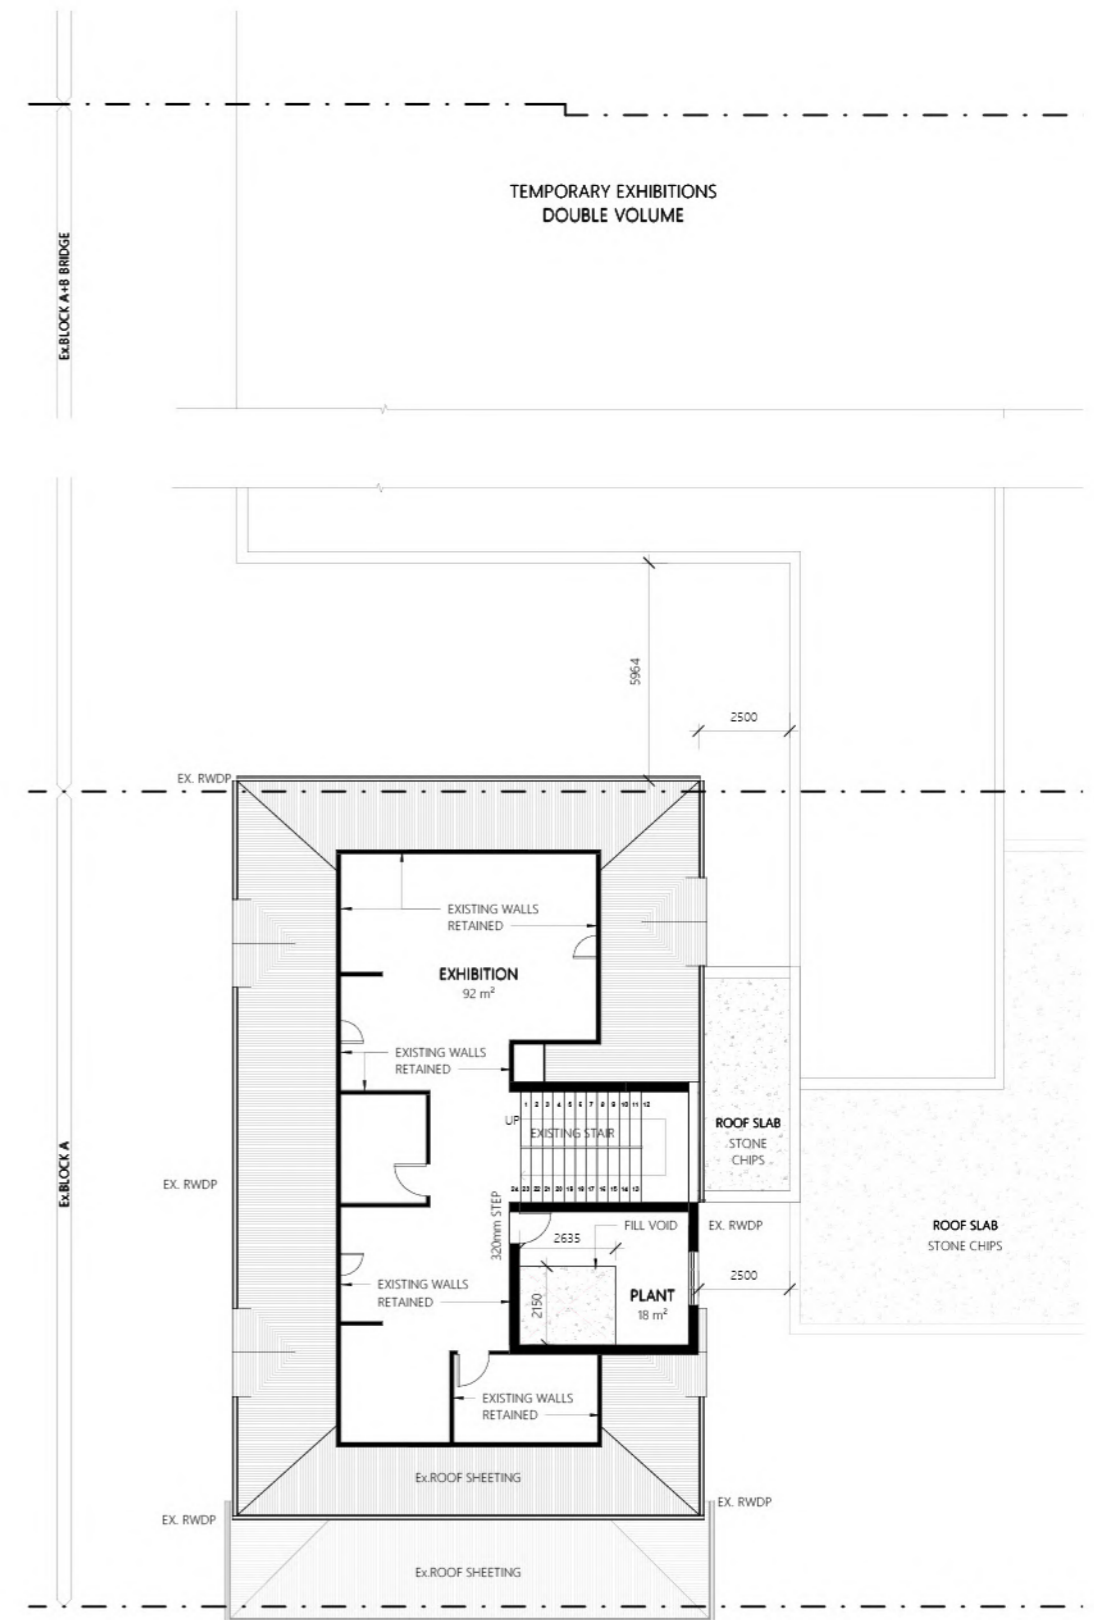 TEMPORARY EXHIBITIONS
DOUBLE VOLUME
Ex.BLOCK A+B BRIDGE
5964
2500
EX. RWDP
EXISTING WALLS
RETAINED
EXHIBITION
92 m²
EXISTING WALLS
RETAINED
1 2 3 4 5 6 7 8 9 10 11 12
UP
EXISTING STAIR
24 23 22 21 20 19 18 17 16 15 14 13
ROOF SLAB
STONE
CHIPS
Ex.BLOCK A
EX. RWDP
320mm STEP
FILL VOID
EX. RWDP
2635
ROOF SLAB
STONE CHIPS
2500
EXISTING WALLS
RETAINED
2150
PLANT
18 m²
EXISTING WALLS
RETAINED
Ex.ROOF SHEETING
EX. RWDP
EX. RWDP
Ex.ROOF SHEETING